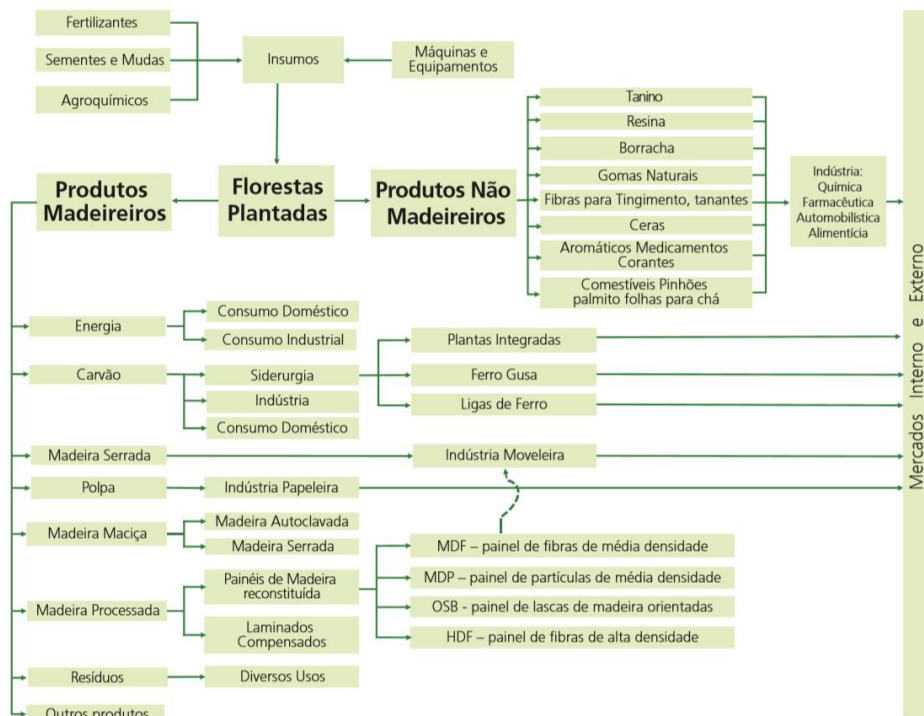 Fertilizantes
Sementes e Mudas
Agroquímicos
Insumos
Máquinas e
Equipamentos
Produtos
Madeireiros
Florestas
Plantadas
Produtos Não
Madeireiros
Tanino
Resina
Borracha
Gomas Naturais
Fibras para Tingimento, tanantes
Ceras
Aromáticos Medicamentos
Corantes
Comestíveis Pinhões
palmito folhas para chá
Indústria:
Química
Farmacêutica
Automobilística
Alimentícia
Mercados Interno e Externo
Energia
Consumo Doméstico
Consumo Industrial
Carvão
Siderurgia
Indústria
Consumo Doméstico
Plantas Integradas
Ferro Gusa
Ligas de Ferro
Madeira Serrada
Indústria Moveleira
Polpa
Indústria Papeleira
Madeira Maciça
Madeira Autoclavada
Madeira Serrada
Madeira Processada
Painéis de Madeira
reconstituída
Laminados
Compensados
MDF – painel de fibras de média densidade
MDP – painel de partículas de média densidade
OSB - painel de lascas de madeira orientadas
HDF – painel de fibras de alta densidade
Resíduos
Diversos Usos
Outros produtos